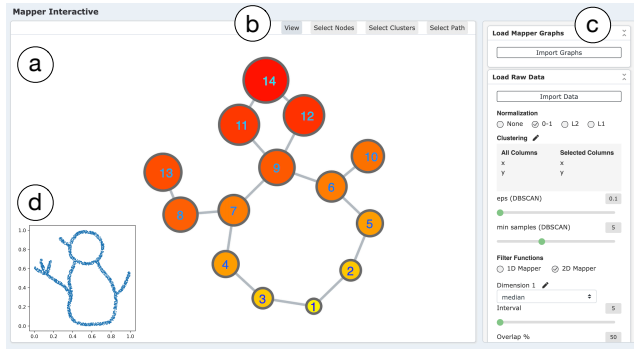 Mapper Interactive
b
c
View Select Nodes Select Clusters Select Path
a
14
11
12
9
10
13
6
8
7
5
4
2
3
1
d
1.0
0.8
0.6
0.4
0.2
0.0
0.0 0.2 0.4 0.6 0.8 1.0
Load Mapper Graphs
Import Graphs
Load Raw Data
Import Data
Normalization
None 0-1 L2 L1
Clustering
All Columns Selected Columns
x x
y y
eps (DBSCAN) 0.1
min samples (DBSCAN) 5
Filter Functions
1D Mapper 2D Mapper
Dimension 1
median
Interval 5
Overlap % 50